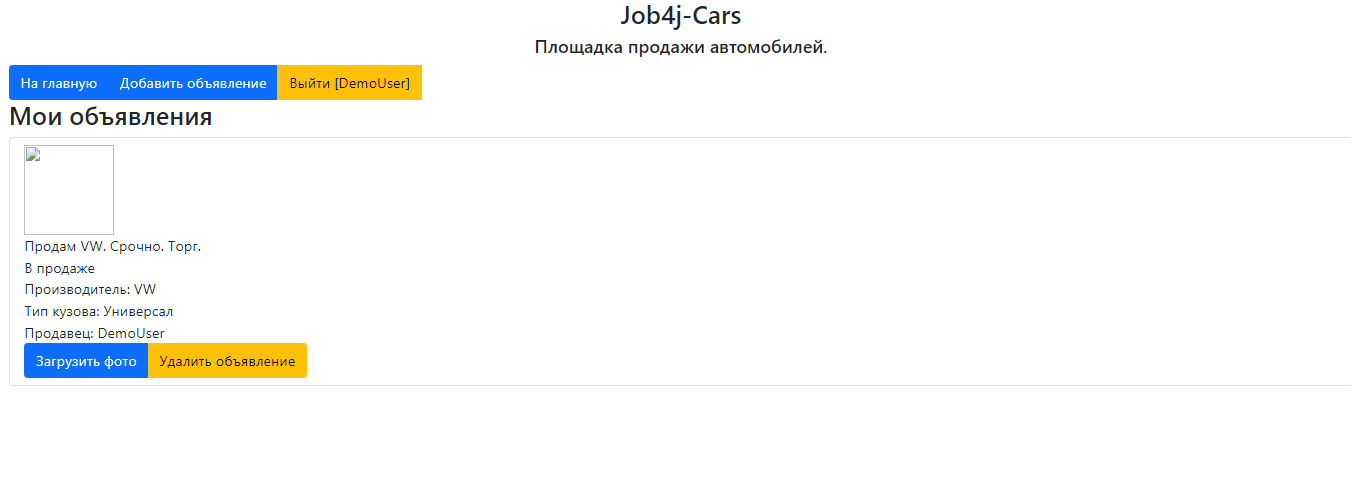 Job4j-Cars
Площадка продажи автомобилей.
На главную Добавить объявление Выйти [DemoUser]
Мои объявления
Продам VW. Срочно. Торг.
В продаже
Производитель: VW
Тип кузова: Универсал
Продавец: DemoUser
Загрузить фото Удалить объявление